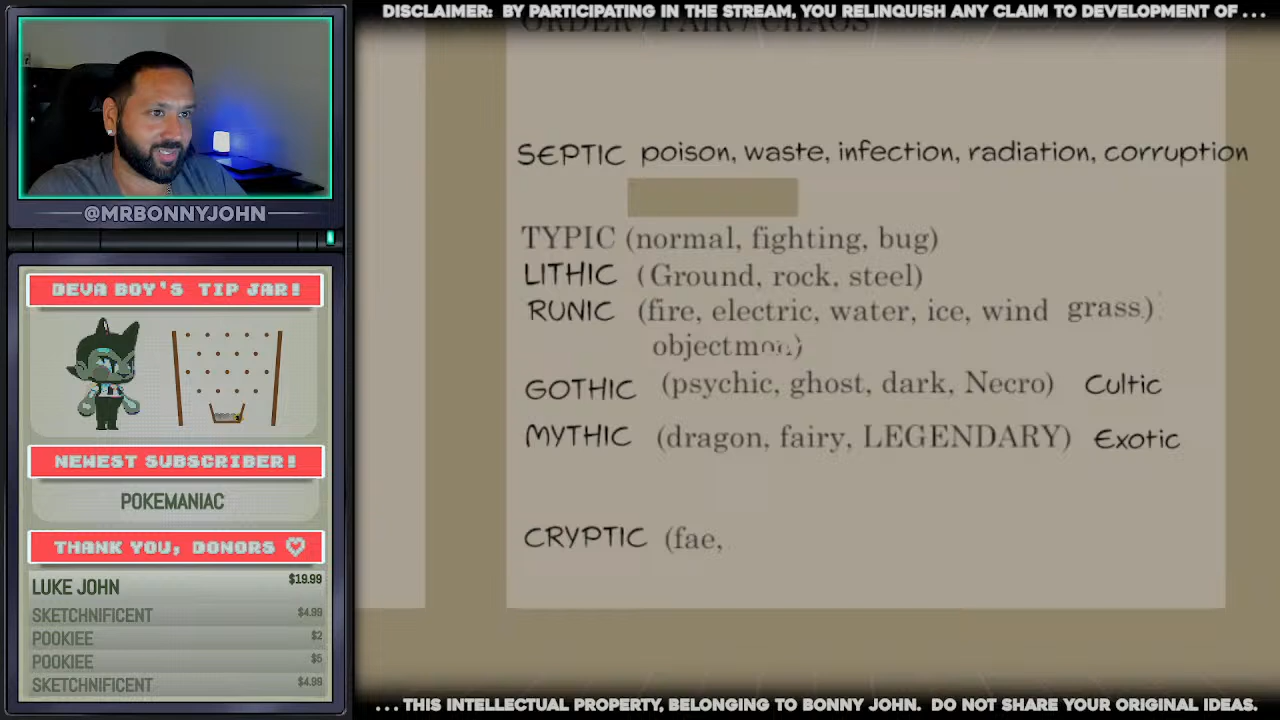 DISCLAIMER: BY PARTICIPATING IN THE STREAM, YOU RELINQUISH ANY CLAIM TO DEVELOPMENT OF . . .
ORDER / FAIR / CHAOS
@MRBONNYJOHN
DEVA BOY'S TIP JAR!
NEWEST SUBSCRIBER!
POKEMANIAC
THANK YOU, DONORS
LUKE JOHN $19.99
SKETCHNIFICENT $4.99
POOKIEE $2
POOKIEE $5
SKETCHNIFICENT $4.99
SEPTIC poison, waste, infection, radiation, corruption
TYPIC (normal, fighting, bug)
LITHIC (Ground, rock, steel)
RUNIC (fire, electric, water, ice, wind grass)
objectmon)
GOTHIC (psychic, ghost, dark, Necro) Cultic
MYTHIC (dragon, fairy, LEGENDARY) Exotic
CRYPTIC (fae,
. . . THIS INTELLECTUAL PROPERTY, BELONGING TO BONNY JOHN. DO NOT SHARE YOUR ORIGINAL IDEAS.